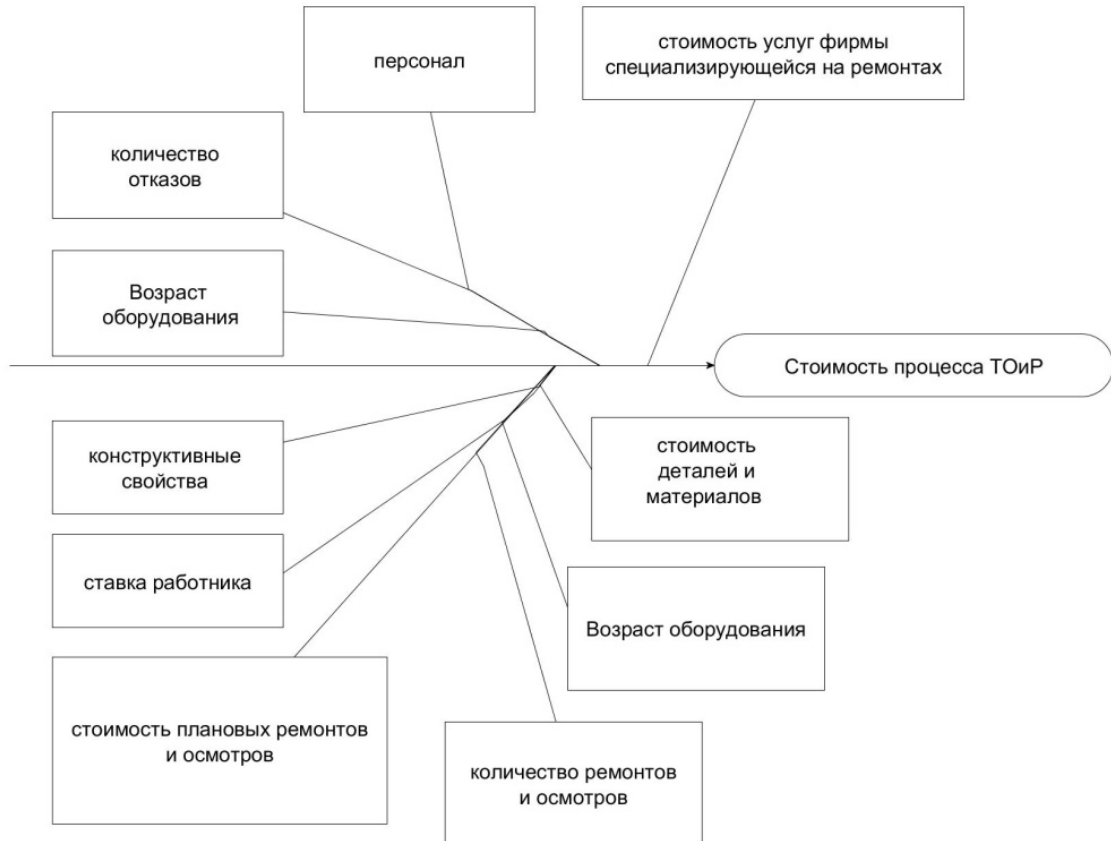 персонал
стоимость услуг фирмы
специализирующейся на ремонтах
количество
отказов
Возраст
оборудования
Стоимость процесса ТОиР
конструктивные
свойства
стоимость
деталей и
материалов
ставка работника
Возраст оборудования
стоимость плановых ремонтов
и осмотров
количество ремонтов
и осмотров